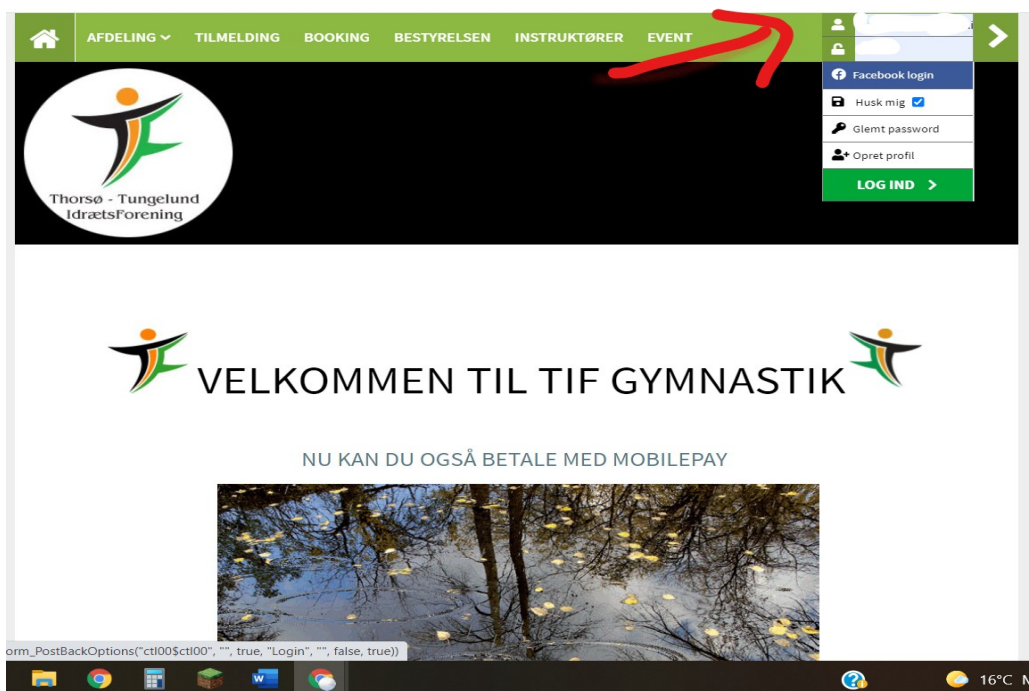 AFDELING TILMELDING BOOKING BESTYRELSEN INSTRUKTØRER EVENT
Facebook login
Husk mig
Glemt password
Opret profil
LOG IND
Thorsø - Tungelund
IdrætsForening
VELKOMMEN TIL TIF GYMNASTIK
NU KAN DU OGSÅ BETALE MED MOBILEPAY
orm_PostBackOptions("ctl00$ctl00", "", true, "Login", "", false, true))
16°C